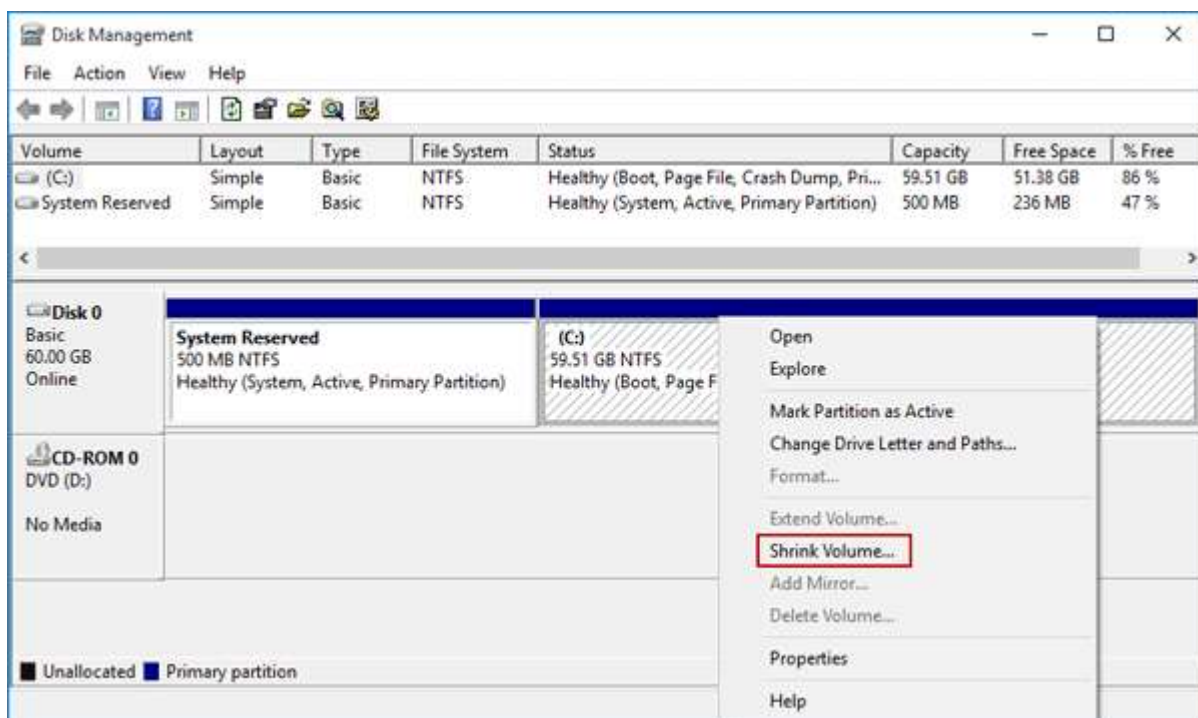 Disk Management
File Action View Help
Volume Layout Type File System Status Capacity Free Space % Free
(C:) Simple Basic NTFS Healthy (Boot, Page File, Crash Dump, Pri... 59.51 GB 51.38 GB 86 %
System Reserved Simple Basic NTFS Healthy (System, Active, Primary Partition) 500 MB 236 MB 47 %
Disk 0
Basic
60.00 GB
Online
System Reserved
500 MB NTFS
Healthy (System, Active, Primary Partition)
(C:)
59.51 GB NTFS
Healthy (Boot, Page F
CD-ROM 0
DVD (D:)
No Media
Open
Explore
Mark Partition as Active
Change Drive Letter and Paths...
Format...
Extend Volume...
Shrink Volume...
Add Mirror...
Delete Volume...
Properties
Help
Unallocated Primary partition